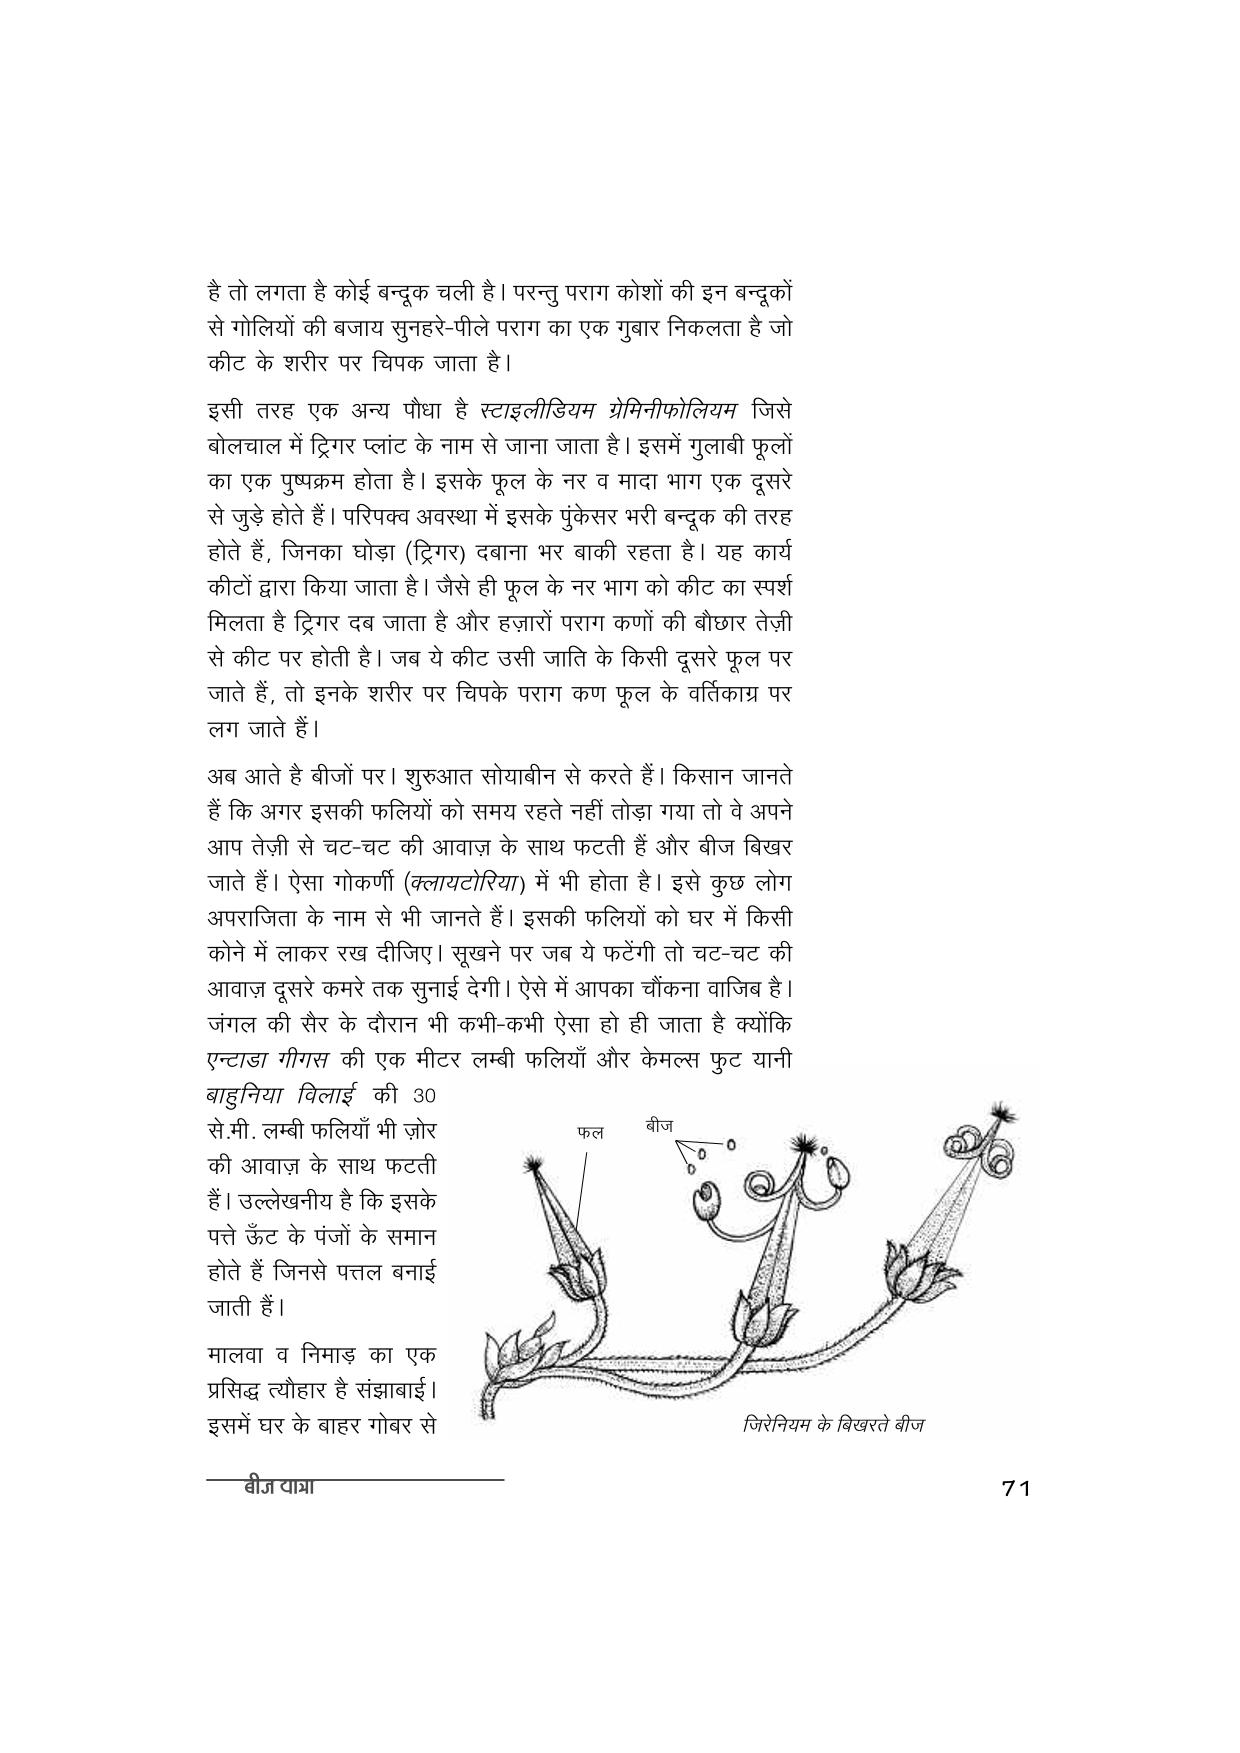 है तो लगता है कोई बन्दूक चली है। परन्तु पराग कोशों की इन बन्दूकों
से गोलियों की बजाय सुनहरे-पीले पराग का एक गुबार निकलता है जो
कीट के शरीर पर चिपक जाता है।
इसी तरह एक अन्य पौधा है स्टाइलीडियम ग्रेमिनीफोलियम जिसे
बोलचाल में ट्रिगर प्लांट के नाम से जाना जाता है। इसमें गुलाबी फूलों
का एक पुष्पक्रम होता है। इसके फूल के नर व मादा भाग एक दूसरे
से जुड़े होते हैं। परिपक्व अवस्था में इसके पुंकेसर भरी बन्दूक की तरह
होते हैं, जिनका घोड़ा (ट्रिगर) दबाना भर बाकी रहता है। यह कार्य
कीटों द्वारा किया जाता है। जैसे ही फूल के नर भाग को कीट का स्पर्श
मिलता है ट्रिगर दब जाता है और हज़ारों पराग कणों की बौछार तेज़ी
से कीट पर होती है। जब ये कीट उसी जाति के किसी दूसरे फूल पर
जाते हैं, तो इनके शरीर पर चिपके पराग कण फूल के वर्तिकाग्र पर
लग जाते हैं।
अब आते है बीजों पर। शुरुआत सोयाबीन से करते हैं। किसान जानते
हैं कि अगर इसकी फलियों को समय रहते नहीं तोड़ा गया तो वे अपने
आप तेज़ी से चट-चट की आवाज़ के साथ फटती हैं और बीज बिखर
जाते हैं। ऐसा गोकर्णी (क्लायटोरिया) में भी होता है। इसे कुछ लोग
अपराजिता के नाम से भी जानते हैं। इसकी फलियों को घर में किसी
कोने में लाकर रख दीजिए। सूखने पर जब ये फटेंगी तो चट-चट की
आवाज़ दूसरे कमरे तक सुनाई देगी। ऐसे में आपका चौंकना वाजिब है।
जंगल की सैर के दौरान भी कभी-कभी ऐसा हो ही जाता है क्योंकि
एन्टाडा गीगस की एक मीटर लम्बी फलियाँ और केमल्स फुट यानी
बाहुनिया विलाई की 30
से.मी. लम्बी फलियाँ भी ज़ोर
की आवाज़ के साथ फटती
हैं। उल्लेखनीय है कि इसके
पत्ते ऊँट के पंजों के समान
होते हैं जिनसे पत्तल बनाई
जाती हैं।
मालवा व निमाड़ का एक
प्रसिद्ध त्यौहार है संझाबाई।
इसमें घर के बाहर गोबर से
फल
बीज
जिरेनियम के बिखरते बीज
बीज यात्रा
71